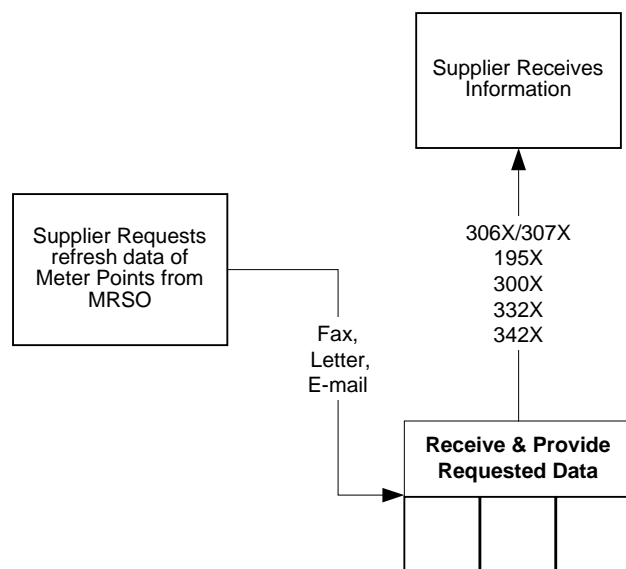 Supplier Receives
Information
Supplier Requests
refresh data of
Meter Points from
MRSO
306X/307X
195X
300X
332X
342X
Fax,
Letter,
E-mail
Receive & Provide
Requested Data